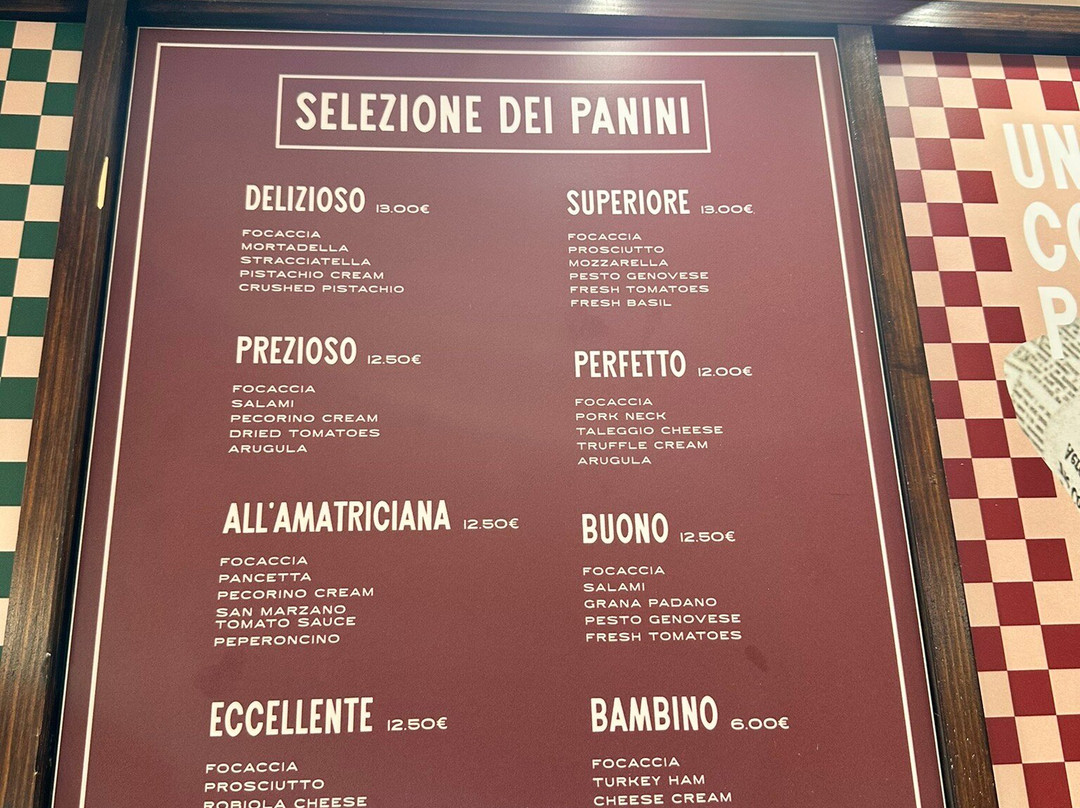 SELEZIONE DEI PANINI
DELIZIOSO 13.00€
FOCACCIA
MORTADELLA
STRACCIATELLA
PISTACHIO CREAM
CRUSHED PISTACHIO
PREZIOSO 12.50€
FOCACCIA
SALAMI
PECORINO CREAM
DRIED TOMATOES
ARUGULA
ALL'AMATRICIANA 12.50€
FOCACCIA
PANCETTA
PECORINO CREAM
SAN MARZANO
TOMATO SAUCE
PEPERONCINO
ECCELLENTE 12.50€
FOCACCIA
PROSCIUTTO
ROBIOLA CHEESE
SUPERIORE 13.00€
FOCACCIA
PROSCIUTTO
MOZZARELLA
PESTO GENOVESE
FRESH TOMATOES
FRESH BASIL
PERFETTO 12.00€
FOCACCIA
PORK NECK
TALEGGIO CHEESE
TRUFFLE CREAM
ARUGULA
BUONO 12.50€
FOCACCIA
SALAMI
GRANA PADANO
PESTO GENOVESE
FRESH TOMATOES
BAMBINO 6.00€
FOCACCIA
TURKEY HAM
CHEESE CREAM
UN
CO
P